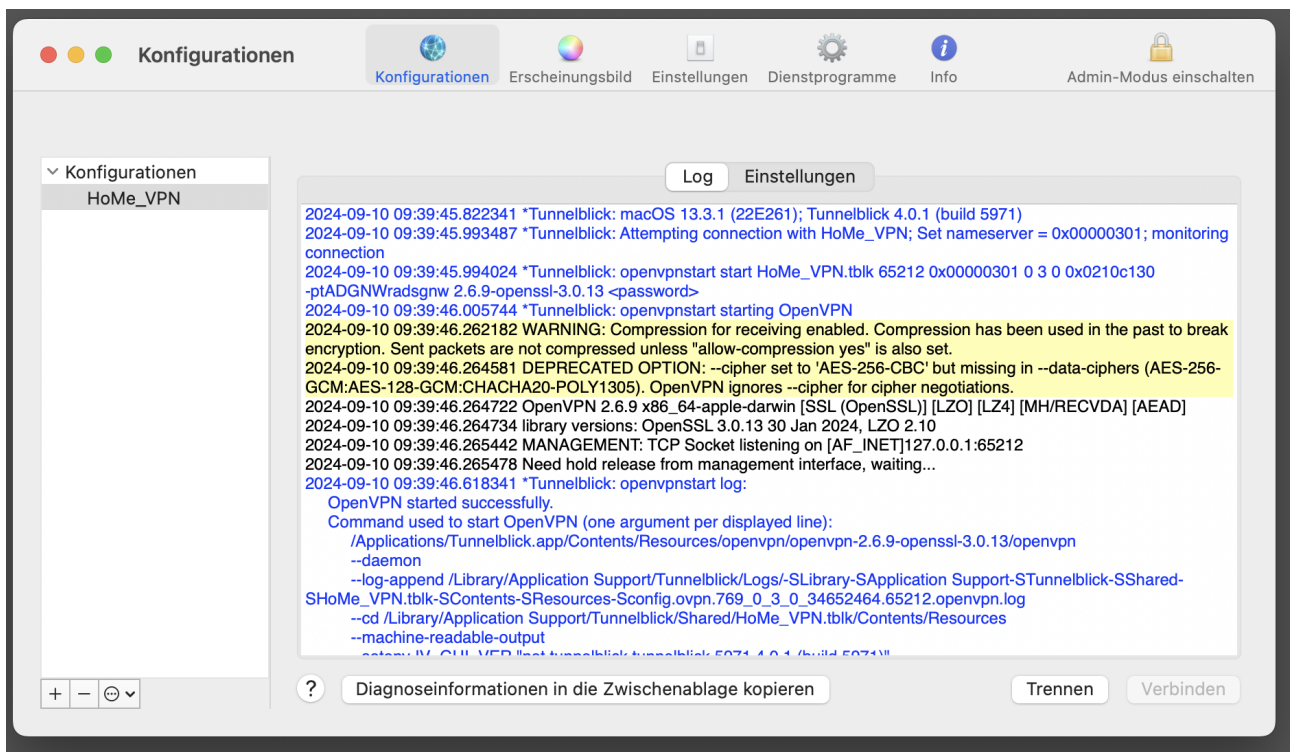 Konfigurationen
Konfigurationen
Erscheinungsbild
Einstellungen
Dienstprogramme
Info
Admin-Modus einschalten
Konfigurationen
HoMe_VPN
Log
Einstellungen
2024-09-10 09:39:45.822341 *Tunnelblick: macOS 13.3.1 (22E261); Tunnelblick 4.0.1 (build 5971)
2024-09-10 09:39:45.993487 *Tunnelblick: Attempting connection with HoMe_VPN; Set nameserver = 0x00000301; monitoring
connection
2024-09-10 09:39:45.994024 *Tunnelblick: openvpnstart start HoMe_VPN.tblk 65212 0x00000301 0 3 0 0x0210c130
-ptADGNWradsgnw 2.6.9-openssl-3.0.13 <password>
2024-09-10 09:39:46.005744 *Tunnelblick: openvpnstart starting OpenVPN
2024-09-10 09:39:46.262182 WARNING: Compression for receiving enabled. Compression has been used in the past to break
encryption. Sent packets are not compressed unless "allow-compression yes" is also set.
2024-09-10 09:39:46.264581 DEPRECATED OPTION: --cipher set to 'AES-256-CBC' but missing in --data-ciphers (AES-256-
GCM:AES-128-GCM:CHACHA20-POLY1305). OpenVPN ignores --cipher for cipher negotiations.
2024-09-10 09:39:46.264722 OpenVPN 2.6.9 x86_64-apple-darwin [SSL (OpenSSL)] [LZO] [LZ4] [MH/RECVDA] [AEAD]
2024-09-10 09:39:46.264734 library versions: OpenSSL 3.0.13 30 Jan 2024, LZO 2.10
2024-09-10 09:39:46.265442 MANAGEMENT: TCP Socket listening on [AF_INET]127.0.0.1:65212
2024-09-10 09:39:46.265478 Need hold release from management interface, waiting...
2024-09-10 09:39:46.618341 *Tunnelblick: openvpnstart log:
OpenVPN started successfully.
Command used to start OpenVPN (one argument per displayed line):
/Applications/Tunnelblick.app/Contents/Resources/openvpn/openvpn-2.6.9-openssl-3.0.13/openvpn
--daemon
--log-append /Library/Application Support/Tunnelblick/Logs/-SLibrary-SApplication Support-STunnelblick-SShared-
SHoMe_VPN.tblk-SContents-SResources-Sconfig.ovpn.769_0_3_0_34652464.65212.openvpn.log
--cd /Library/Application Support/Tunnelblick/Shared/HoMe_VPN.tblk/Contents/Resources
--machine-readable-output
--setenv IV_GUI_VER "net.tunnelblick.tunnelblick 5971 4.0.1 (build 5971)"
? Diagnoseinformationen in die Zwischenablage kopieren
Trennen
Verbinden